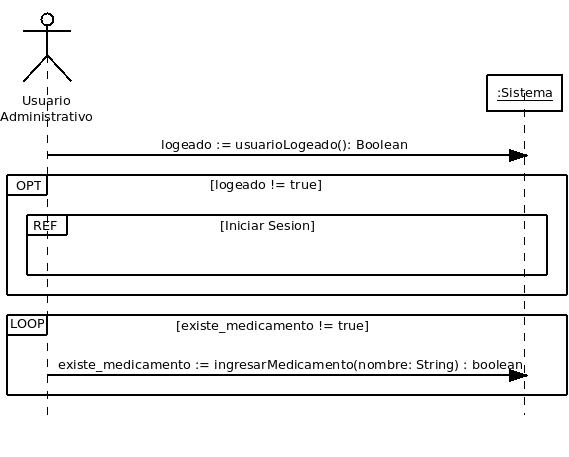 Usuario
Administrativo
:Sistema
logeado := usuarioLogeado(): Boolean
OPT
[logeado != true]
REF
[Iniciar Sesion]
LOOP
[existe_medicamento != true]
existe_medicamento := ingresarMedicamento(nombre: String) : boolean